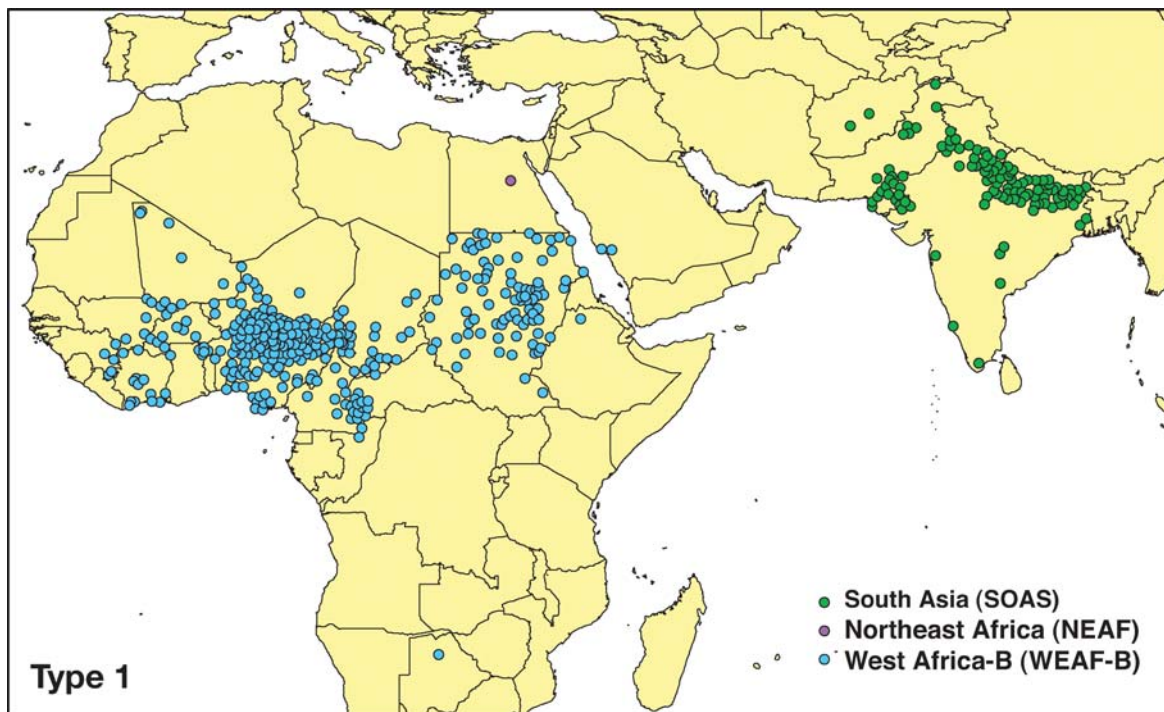 South Asia (SOAS)
Northeast Africa (NEAF)
West Africa-B (WEAF-B)
Type 1